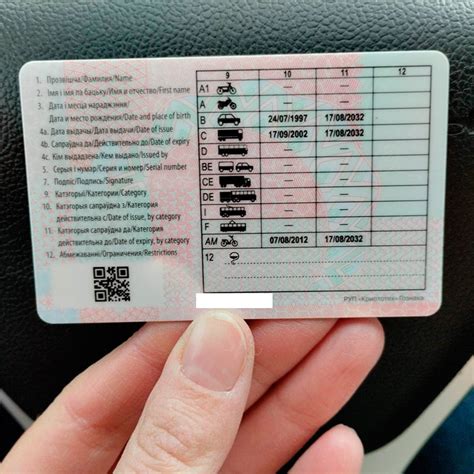 1. Прозвішча/Фамилия/Name
2. Імя і імя па бацьку/Имя и отчество/First name
3. Дата і месца нараджэння/
Дата и место рождения/Date and place of birth
4a. Дата выдачы/Дата выдачи/Date of issue
4b. Сапраўдна да/Действительно до/Date of expiry
4c. Кім выдадзены/Кем выдано/Issued by
5. Серыя і нумар/Серия и номер/Serial number
7. Подпіс/Подпись/Signature
9. Катэгорыі/Категории/Category
10. Катэгорыя сапраўдна з/Категория
действительна с/Date of issue, by category
11. Катэгорыя сапраўдна да/Категория
действительна до/Date of expiry, by category
12. Абмежаванні/Ограничения/Restrictions
9 10 11 12
A1 — —
A — —
B 24/07/1997 17/08/2032
C 17/09/2002 17/08/2032
D — —
BE — —
CE — —
DE — —
I — —
F — —
AM 07/08/2012 17/08/2032
12
РУП «Криптотех» Гознака